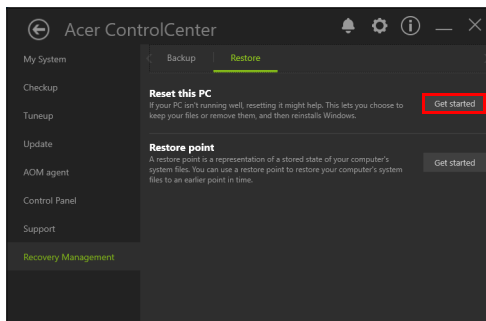 Acer ControlCenter
My System
Checkup
Tuneup
Update
AOM agent
Control Panel
Support
Recovery Management
Backup
Restore
Reset this PC
If your PC isn't running well, resetting it might help. This lets you choose to
keep your files or remove them, and then reinstalls Windows.
Get started
Restore point
A restore point is a representation of a stored state of your computer's
system files. You can use a restore point to restore your computer's system
files to an earlier point in time.
Get started